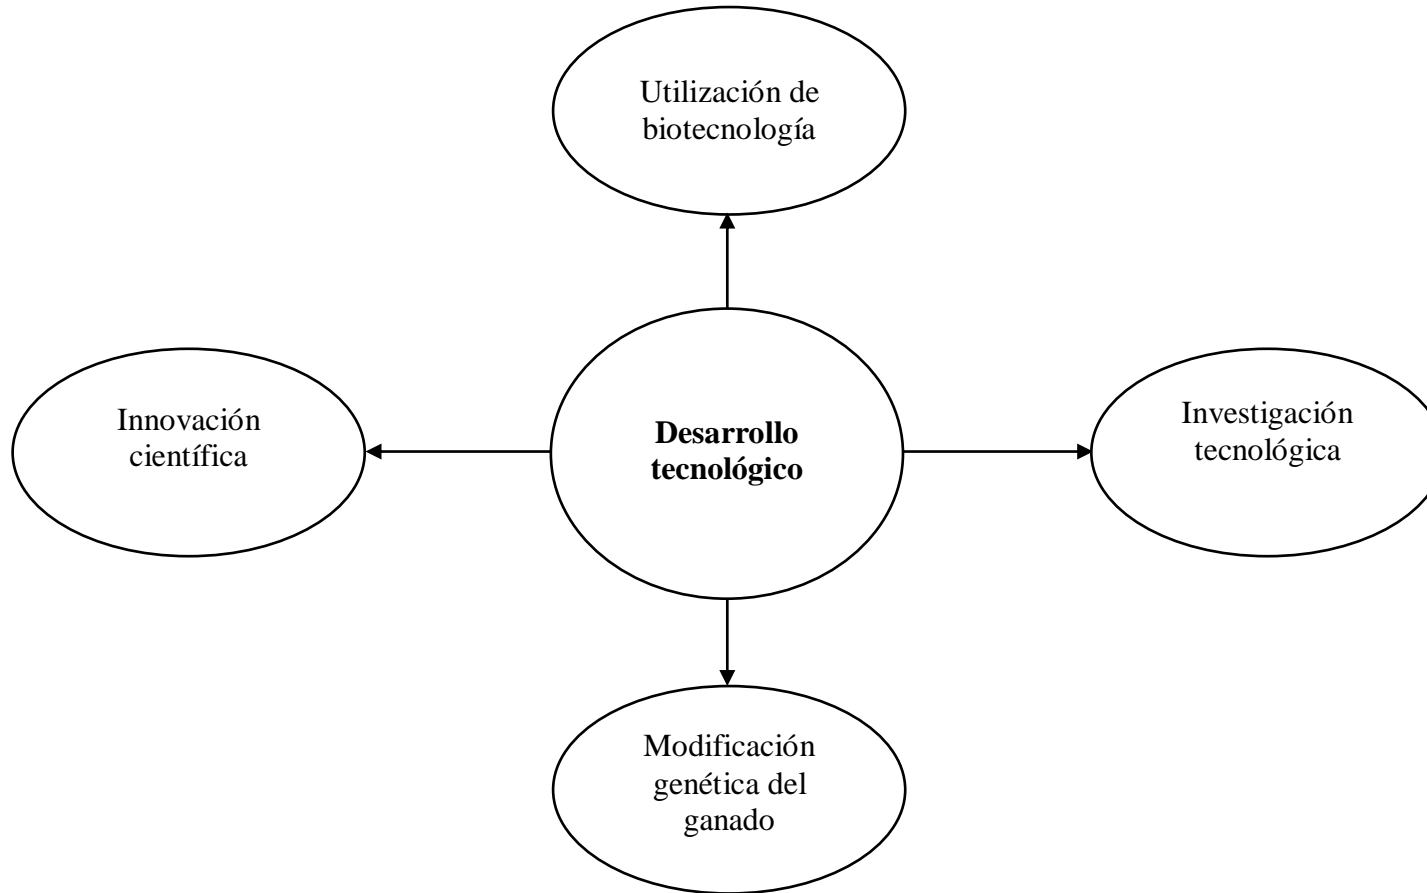 Utilización de
biotecnología
Innovación
científica
Desarrollo
tecnológico
Investigación
tecnológica
Modificación
genética del
ganado